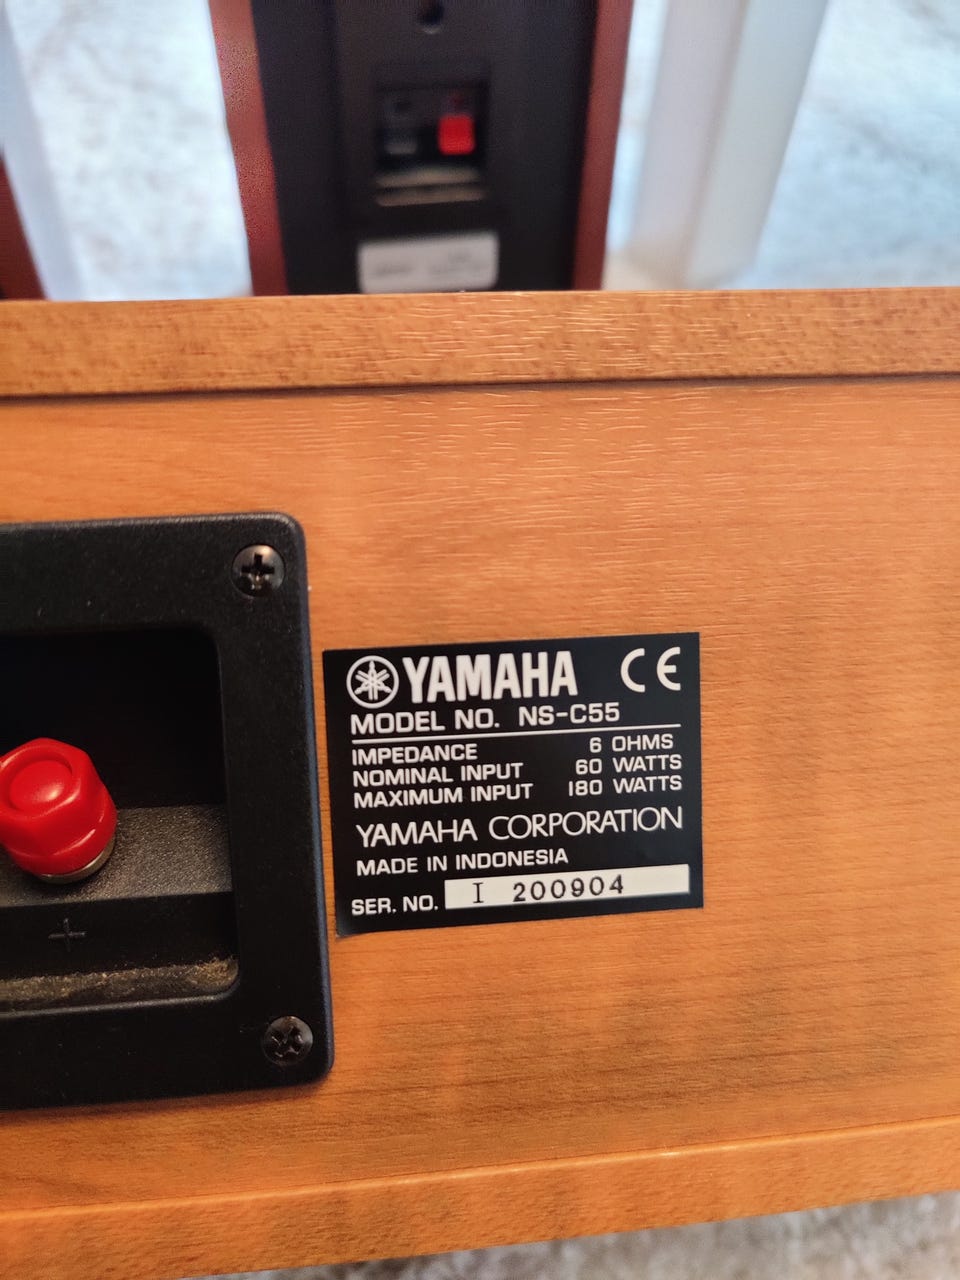 YAMAHA CE
MODEL NO. NS-C55
IMPEDANCE 6 OHMS
NOMINAL INPUT 60 WATTS
MAXIMUM INPUT 180 WATTS
YAMAHA CORPORATION
MADE IN INDONESIA
SER. NO. I 200904
+